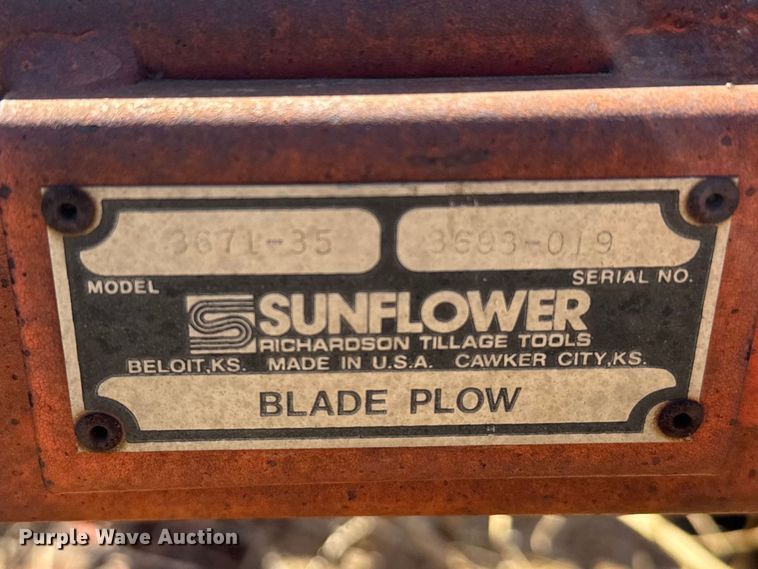 3671-35 3693-019
MODEL SERIAL NO.
SUNFLOWER
RICHARDSON TILLAGE TOOLS
BELOIT,KS. MADE IN U.S.A. CAWKER CITY,KS.
BLADE PLOW
Purple Wave Auction